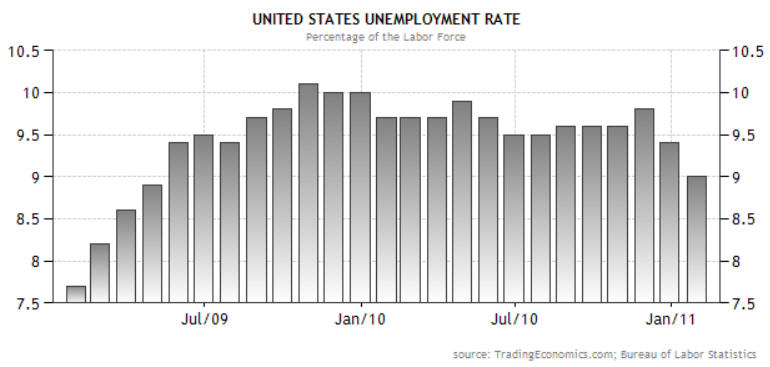 UNITED STATES UNEMPLOYMENT RATE
Percentage of the Labor Force
10.5 10.5
10 10
9.5 9.5
9 9
8.5 8.5
8 8
7.5 7.5
Jul/09 Jan/10 Jul/10 Jan/11
source: TradingEconomics.com; Bureau of Labor Statistics